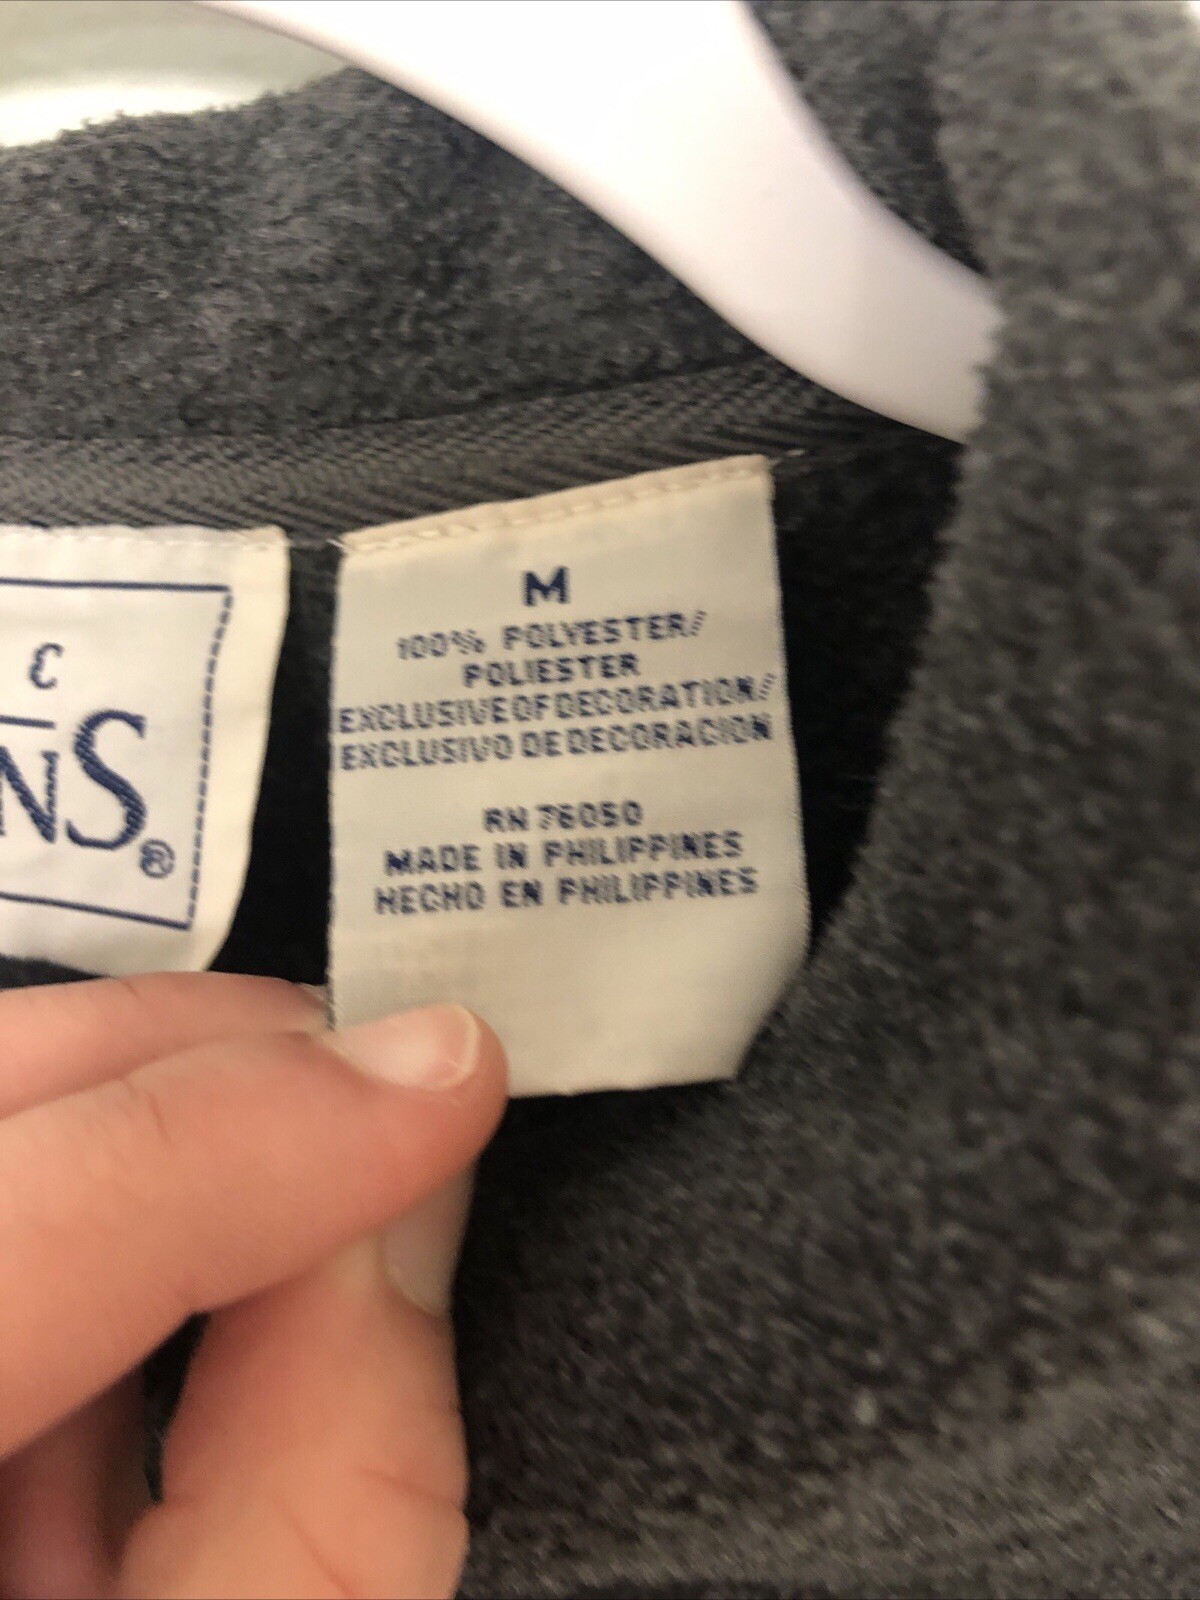 C
NS®
M
100% POLYESTER/
POLIESTER
EXCLUSIVE OF DECORATION/
EXCLUSIVO DE DECORACION
RN 76050
MADE IN PHILIPPINES
HECHO EN PHILIPPINES